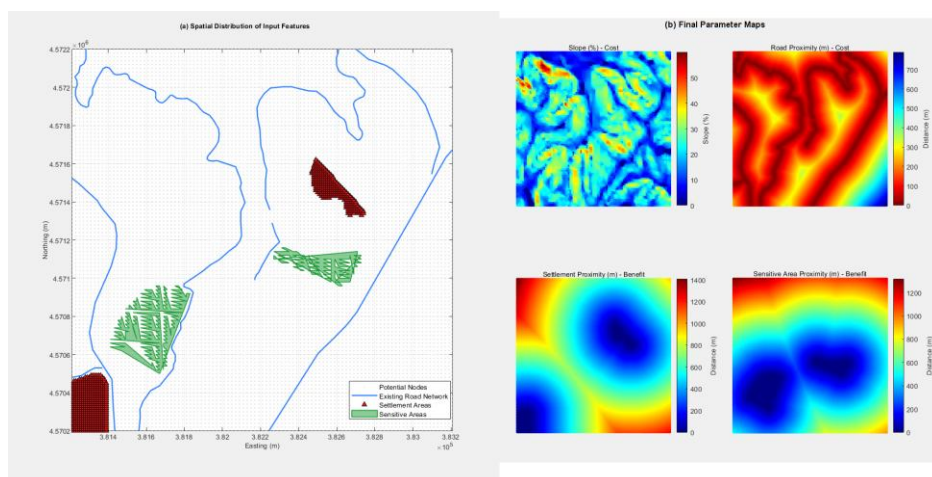 (a) Spatial Distribution of Input Features
4.5722 × 10⁶
4.572
4.5718
4.5716
4.5714
4.5712
4.571
4.5708
4.5706
4.5704
4.5702
Northing (m)
3.814 3.816 3.818 3.82 3.822 3.824 3.826 3.828 3.83 3.832
Easting (m) × 10⁵
Potential Nodes
Existing Road Network
Settlement Areas
Sensitive Areas
(b) Final Parameter Maps
Slope (%) - Cost
50
40
30
20
10
0
Slope (%)
Road Proximity (m) - Cost
700
600
500
400
300
200
100
0
Distance (m)
Settlement Proximity (m) - Benefit
1400
1200
1000
800
600
400
200
0
Distance (m)
Sensitive Area Proximity (m) - Benefit
1200
1000
800
600
400
200
0
Distance (m)